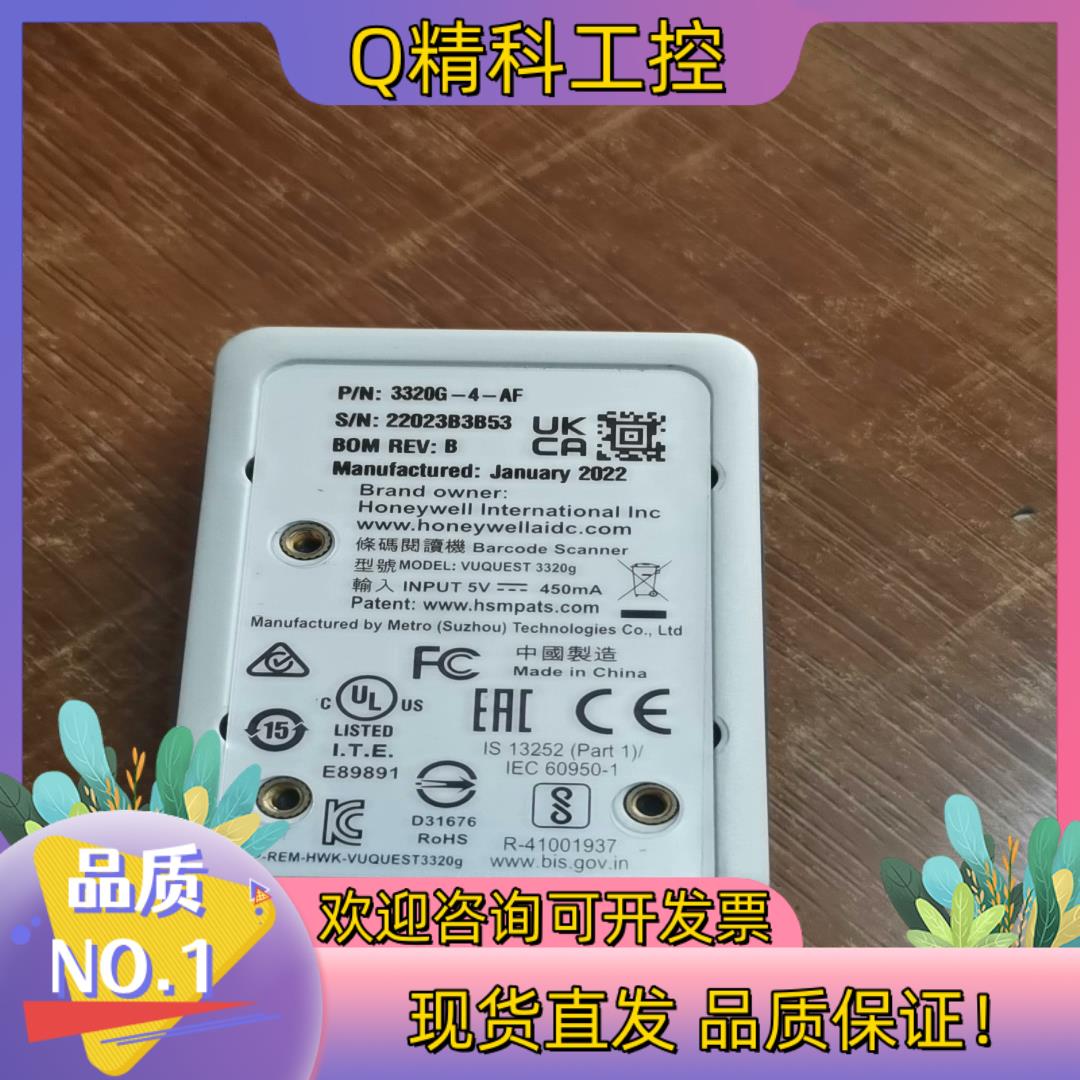 Q精科工控
P/N: 3320G-4-AF
S/N: 22023B3B53
BOM REV: B
UK
CA
Manufactured: January 2022
Brand owner:
Honeywell International Inc
www.honeywellaidc.com
條碼閱讀機 Barcode Scanner
型號MODEL: VUQUEST 3320g
輸入 INPUT 5V 450mA
Patent: www.hsmpats.com
Manufactured by Metro (Suzhou) Technologies Co., Ltd
FC
中國製造
Made in China
C UL US
LISTED
I.T.E.
E89891
15
EAC
CE
IS 13252 (Part 1)/
IEC 60950-1
D31676
RoHS
R-41001937
www.bis.gov.in
-REM-HWK-VUQUEST3320g
品质
NO.1
欢迎咨询可开发票
现货直发 品质保证!